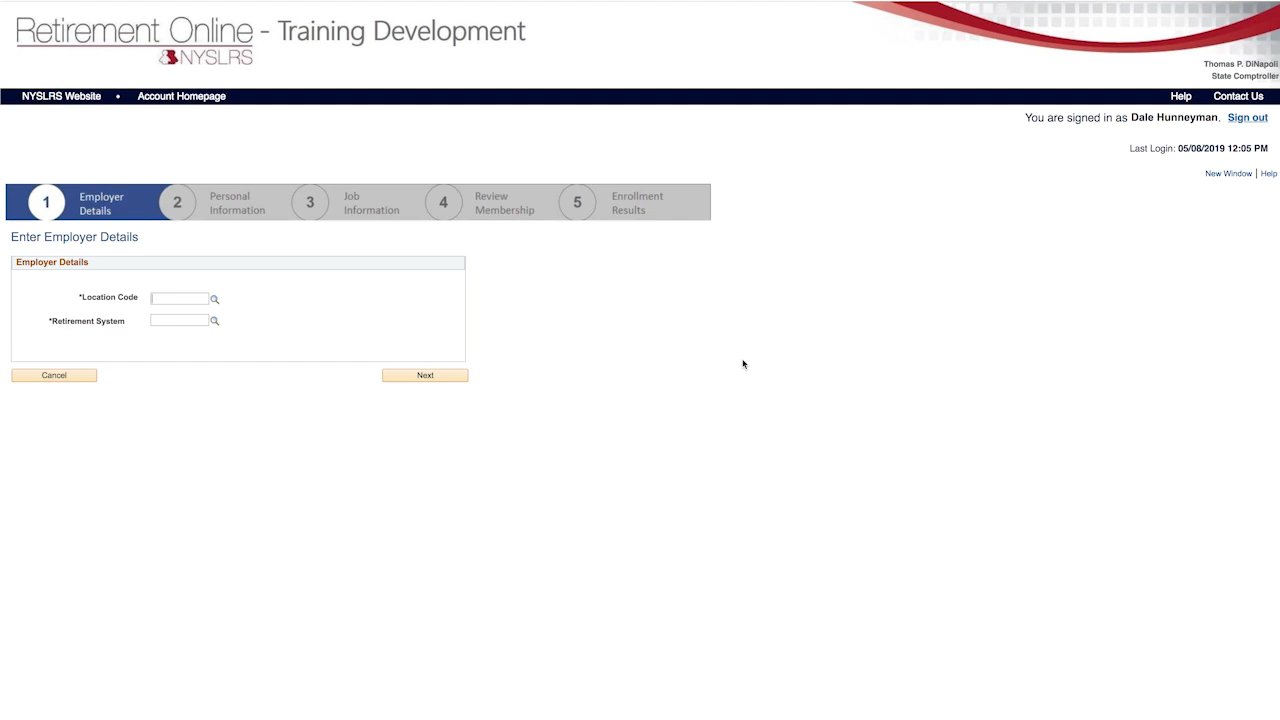 Retirement Online - Training Development
NYSLRS
Thomas P. DiNapoli
State Comptroller
NYSLRS Website • Account Homepage Help Contact Us
You are signed in as Dale Hunneyman. Sign out
Last Login: 05/08/2019 12:05 PM
New Window | Help
1 Employer Details 2 Personal Information 3 Job Information 4 Review Membership 5 Enrollment Results
Enter Employer Details
Employer Details
*Location Code
*Retirement System
Cancel Next